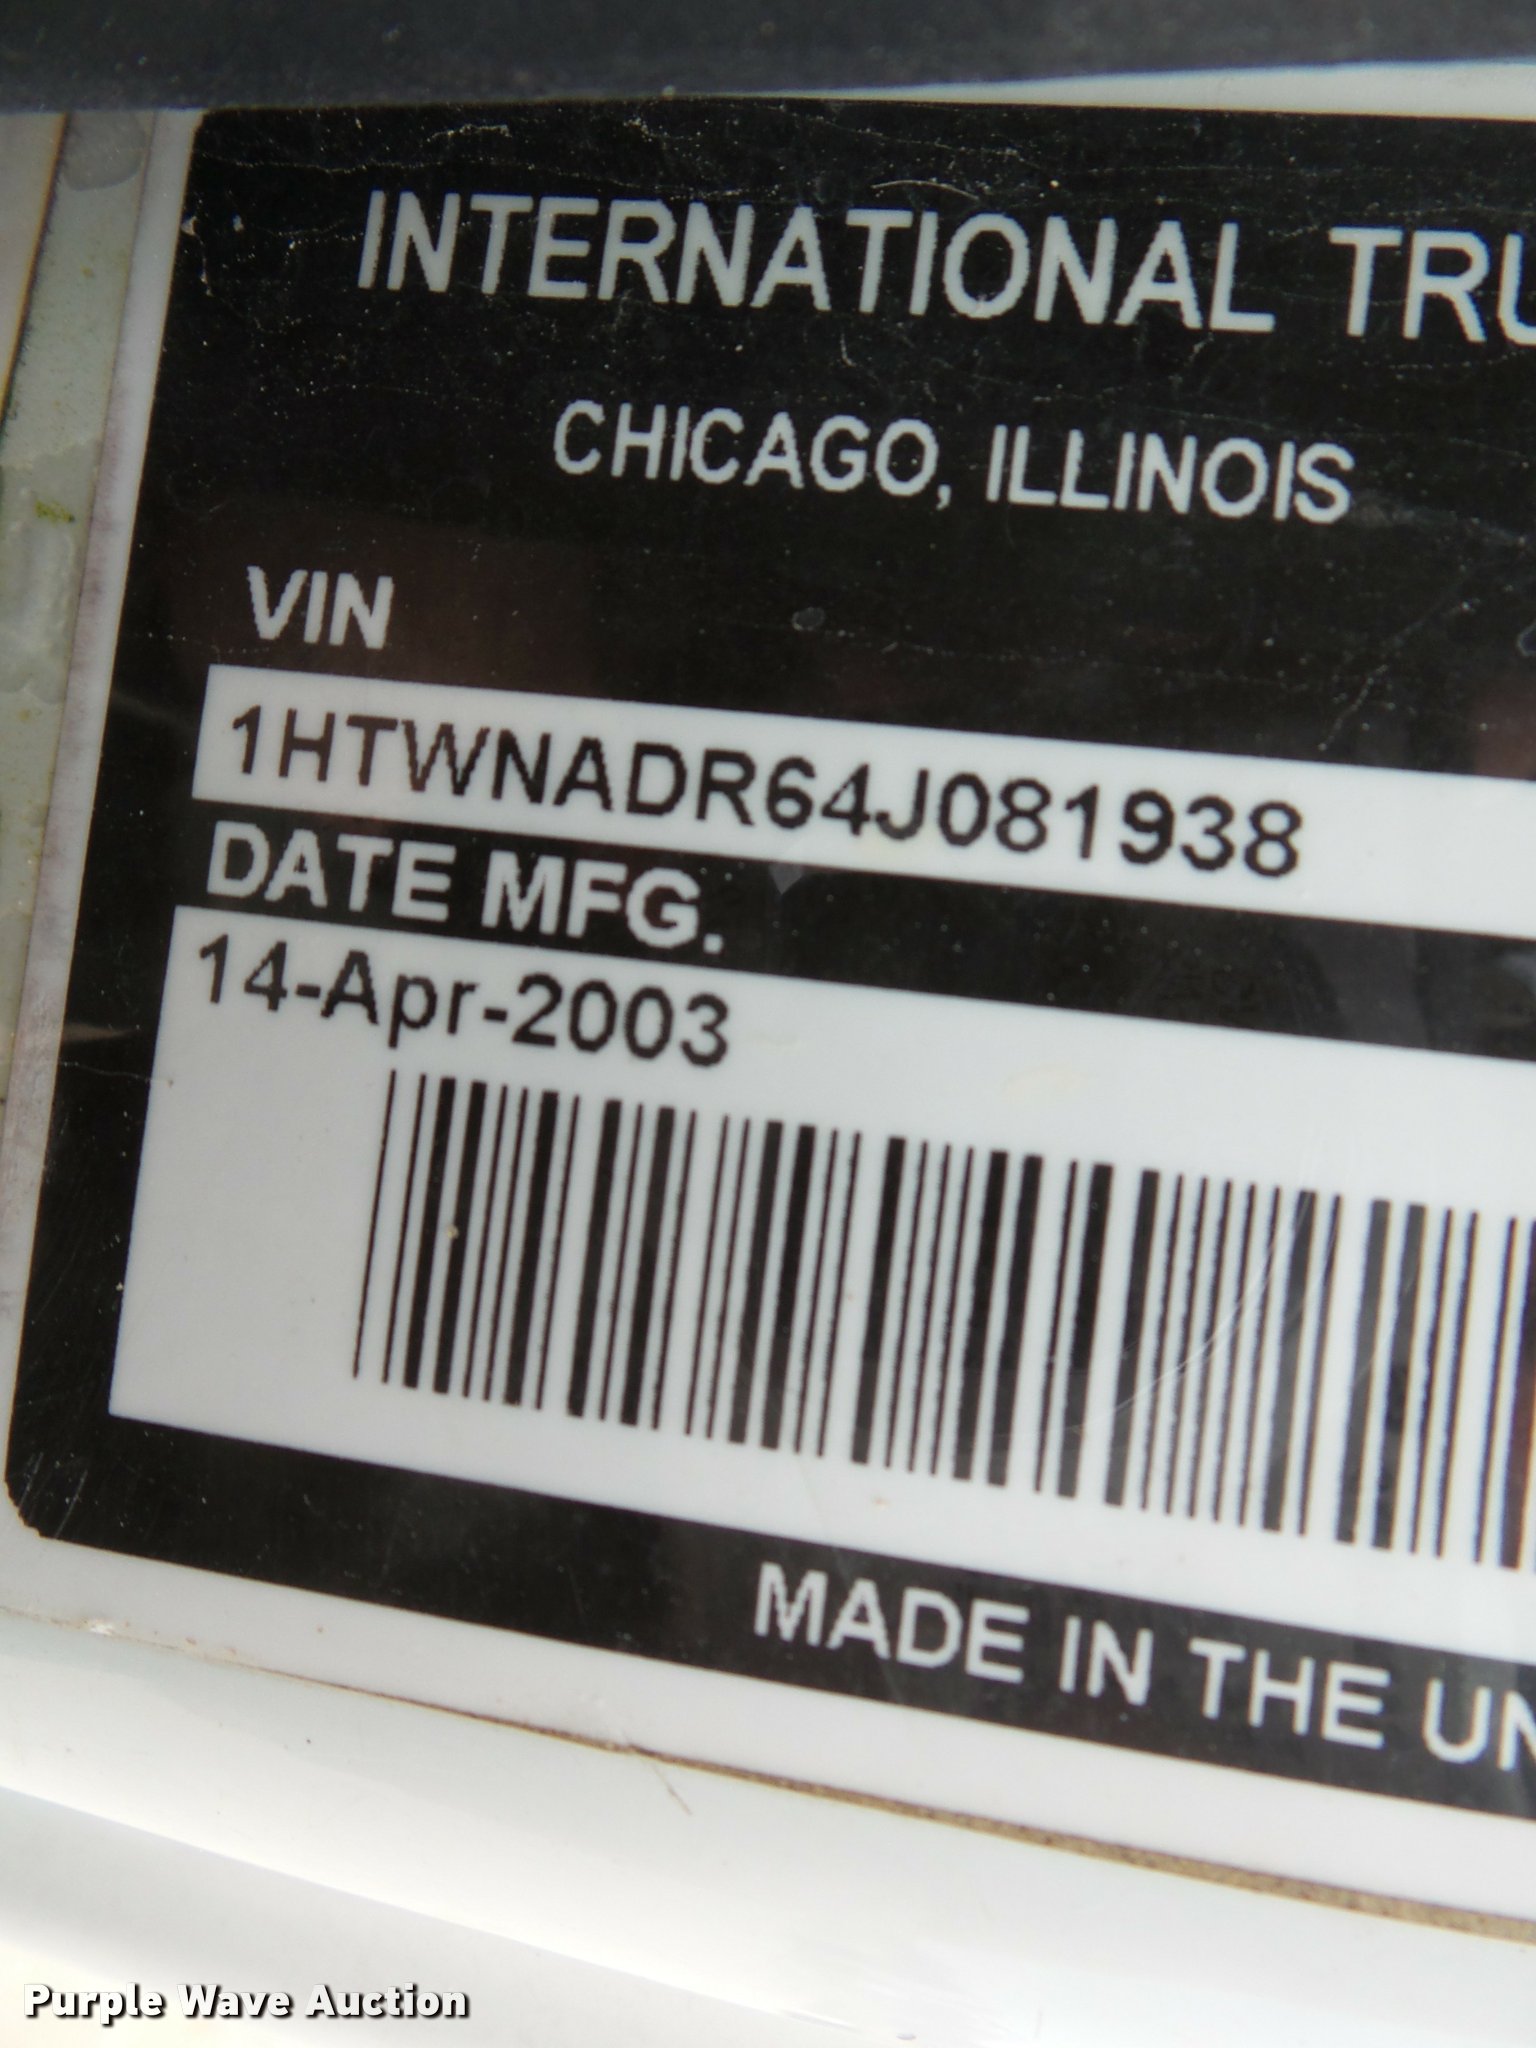 INTERNATIONAL TRU
CHICAGO, ILLINOIS
VIN
1HTWNADR64J081938
DATE MFG.
14-Apr-2003
MADE IN THE UN
Purple Wave Auction